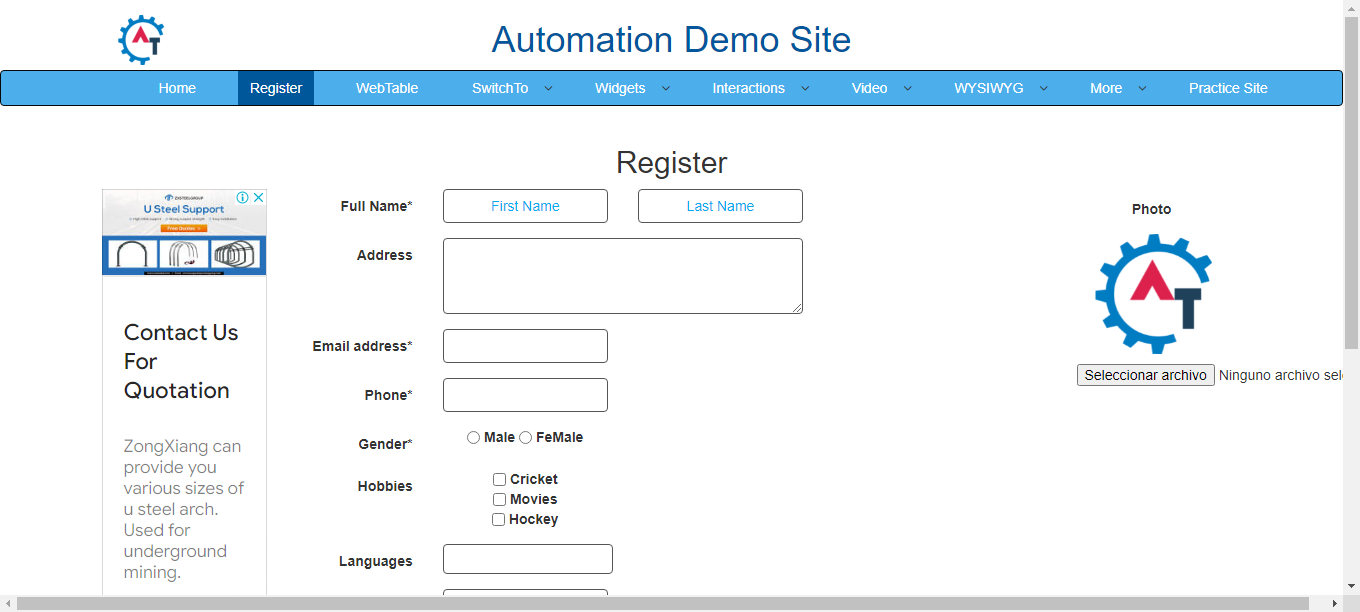 AT
Automation Demo Site
Home Register WebTable SwitchTo Widgets Interactions Video WYSIWYG More Practice Site
Register
ZXSTEELGROUP
U Steel Support
Free Quotes >
Contact Us
For
Quotation
ZongXiang can
provide you
various sizes of
u steel arch.
Used for
underground
mining.
Full Name* First Name Last Name
Address
Email address*
Phone*
Gender* Male FeMale
Hobbies Cricket
Movies
Hockey
Languages
Photo
AT
Seleccionar archivo Ninguno archivo sel